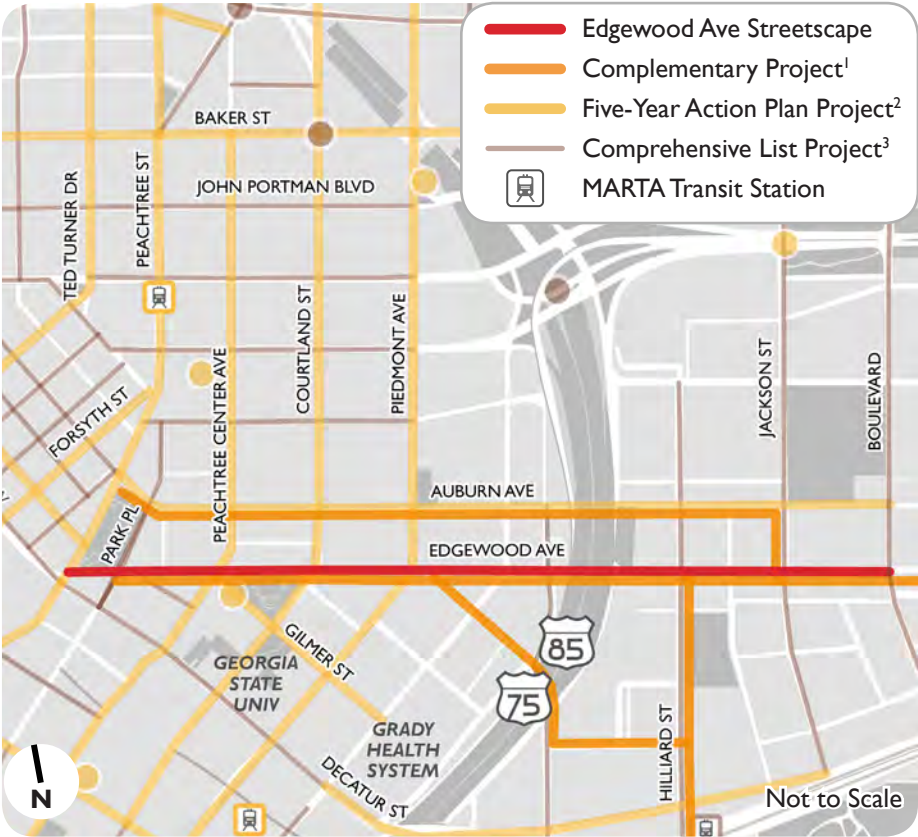 Edgewood Ave Streetscape
Complementary Project¹
Five-Year Action Plan Project²
Comprehensive List Project³
MARTA Transit Station
BAKER ST
JOHN PORTMAN BLVD
TED TURNER DR
PEACHTREE ST
COURTLAND ST
PIEDMONT AVE
PEACHTREE CENTER AVE
FORSYTH ST
JACKSON ST
BOULEVARD
PARK PL
AUBURN AVE
EDGEWOOD AVE
GILMER ST
GEORGIA
STATE
UNIV
85
75
GRADY
HEALTH
SYSTEM
HILLIARD ST
DECATUR ST
N
Not to Scale